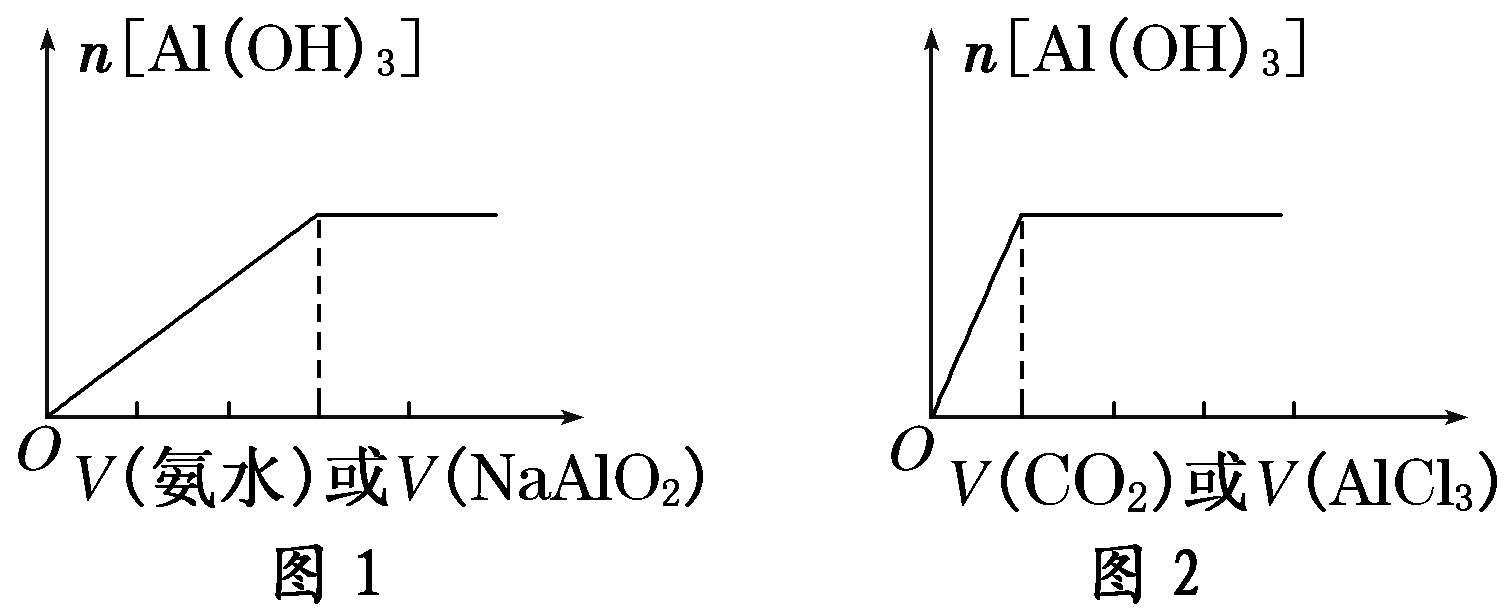 n[Al(OH)₃]
O
V(氨水)或V(NaAlO₂)
图 1
n[Al(OH)₃]
O
V(CO₂)或V(AlCl₃)
图 2